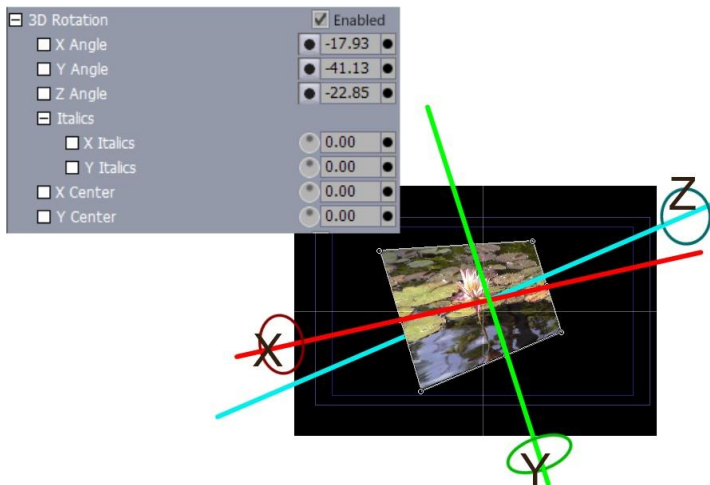 3D Rotation Enabled
X Angle -17.93
Y Angle -41.13
Z Angle -22.85
Italics
X Italics 0.00
Y Italics 0.00
X Center 0.00
Y Center 0.00
Z
X
Y